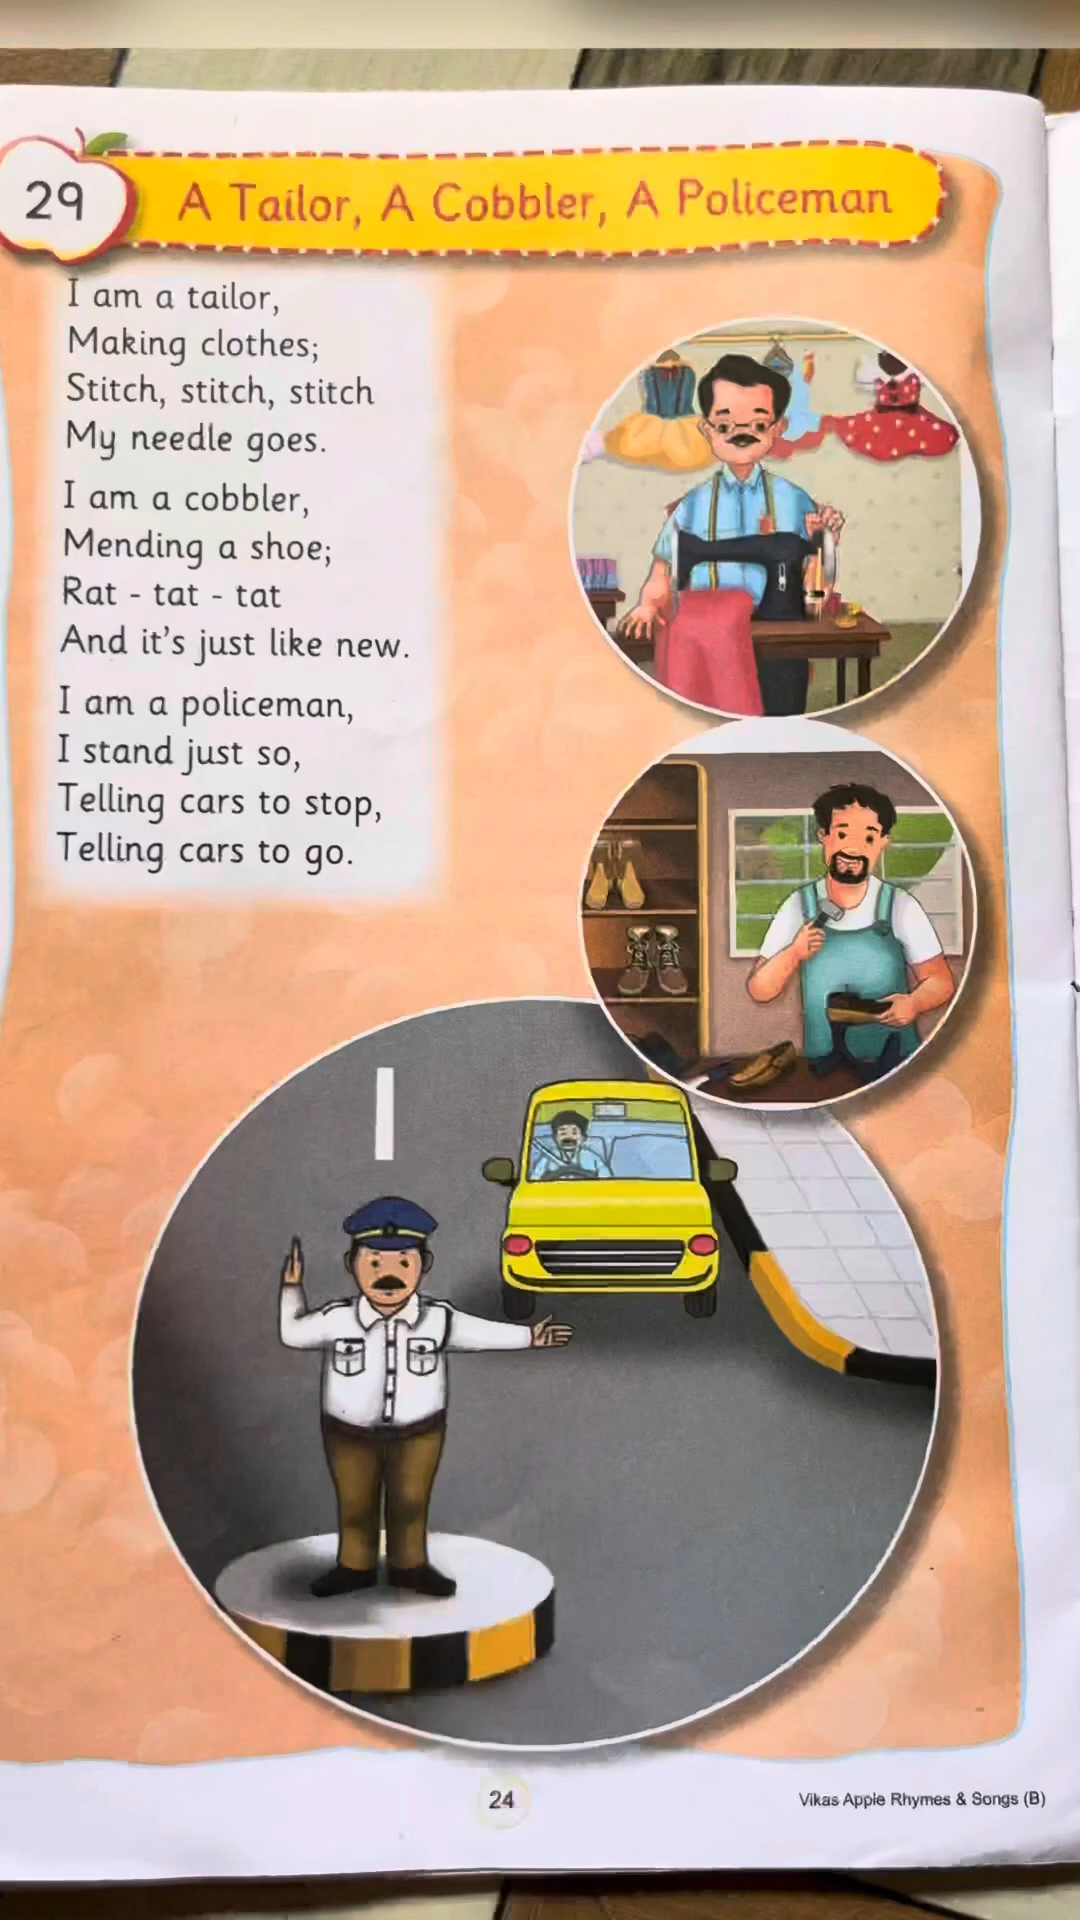 29
A Tailor, A Cobbler, A Policeman
I am a tailor,
Making clothes;
Stitch, stitch, stitch
My needle goes.
I am a cobbler,
Mending a shoe;
Rat - tat - tat
And it's just like new.
I am a policeman,
I stand just so,
Telling cars to stop,
Telling cars to go.
24
Vikas Apple Rhymes & Songs (B)